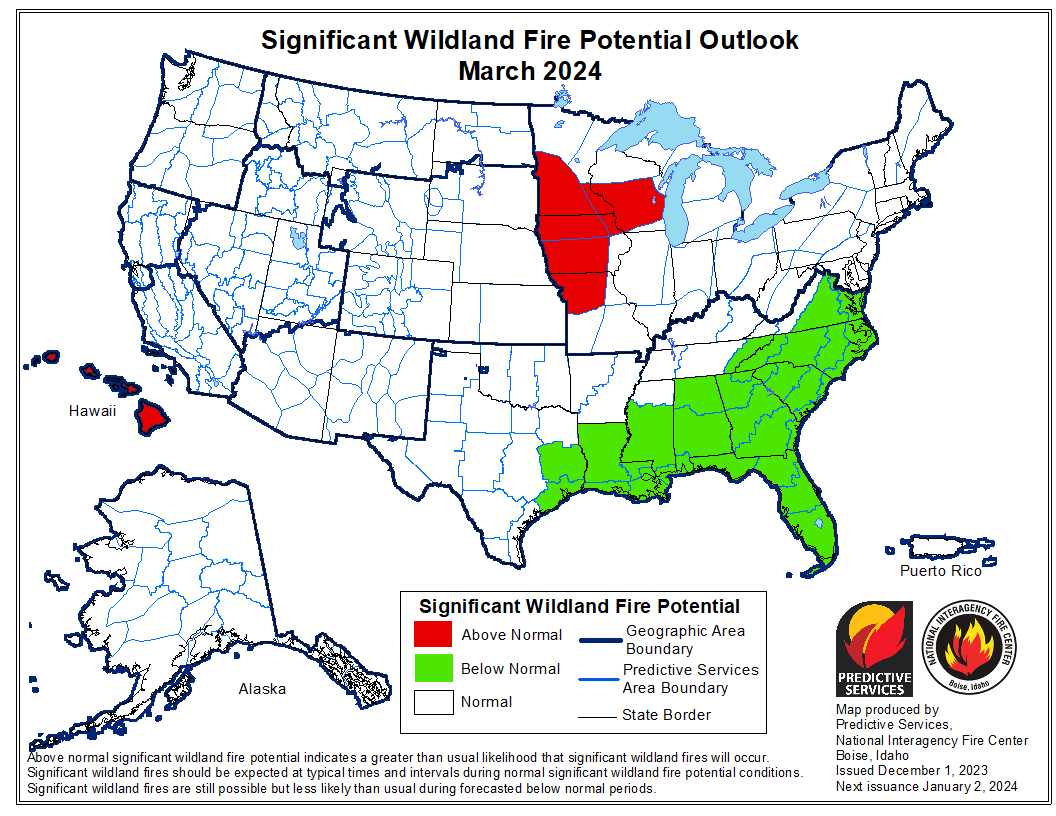 Significant Wildland Fire Potential Outlook
March 2024
Hawaii
Alaska
Puerto Rico
Significant Wildland Fire Potential
Above Normal
Below Normal
Normal
Geographic Area
Boundary
Predictive Services
Area Boundary
State Border
PREDICTIVE
SERVICES
NATIONAL INTERAGENCY FIRE CENTER
Boise, Idaho
Map produced by
Predictive Services,
National Interagency Fire Center
Boise, Idaho
Issued December 1, 2023
Next issuance January 2, 2024
Above normal significant wildland fire potential indicates a greater than usual likelihood that significant wildland fires will occur.
Significant wildland fires should be expected at typical times and intervals during normal significant wildland fire potential conditions.
Significant wildland fires are still possible but less likely than usual during forecasted below normal periods.